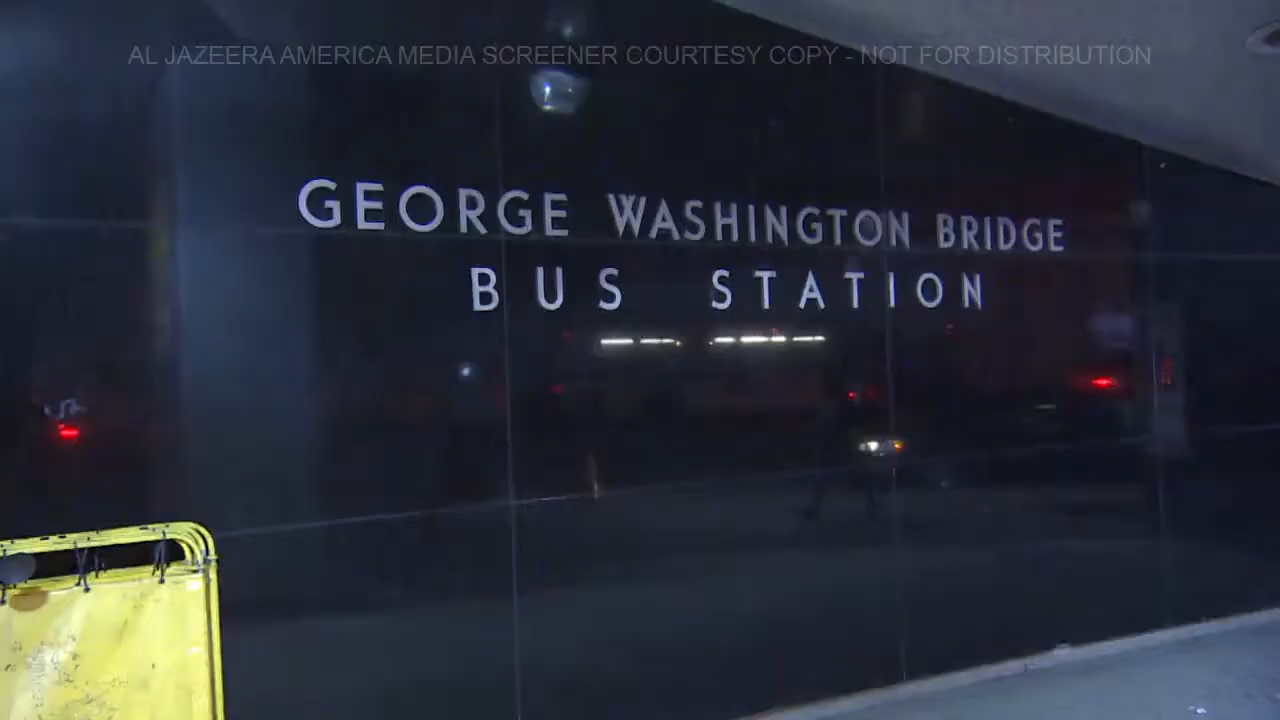 AL JAZEERA AMERICA MEDIA SCREENER COURTESY COPY - NOT FOR DISTRIBUTION
GEORGE WASHINGTON BRIDGE
BUS STATION